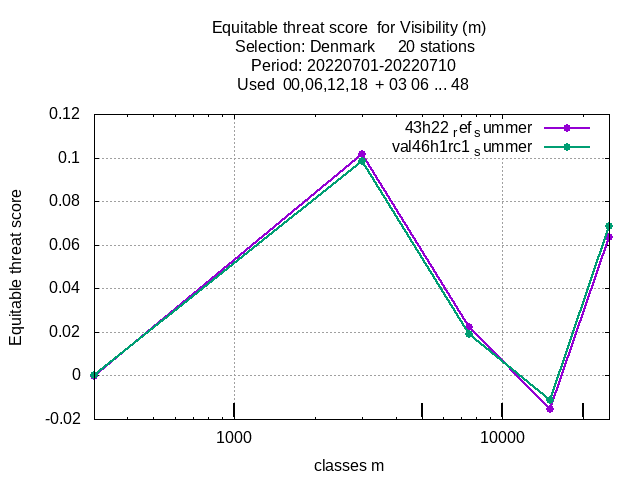 Equitable threat score  for Visibility (m)
Selection: Denmark     20 stations
Period: 20220701-20220710
Used  00,06,12,18  + 03 06 ... 48
43h22 ref summer
val46h1rc1 summer
0.12
0.1
0.08
0.06
0.04
0.02
0
-0.02
Equitable threat score
1000
10000
classes m